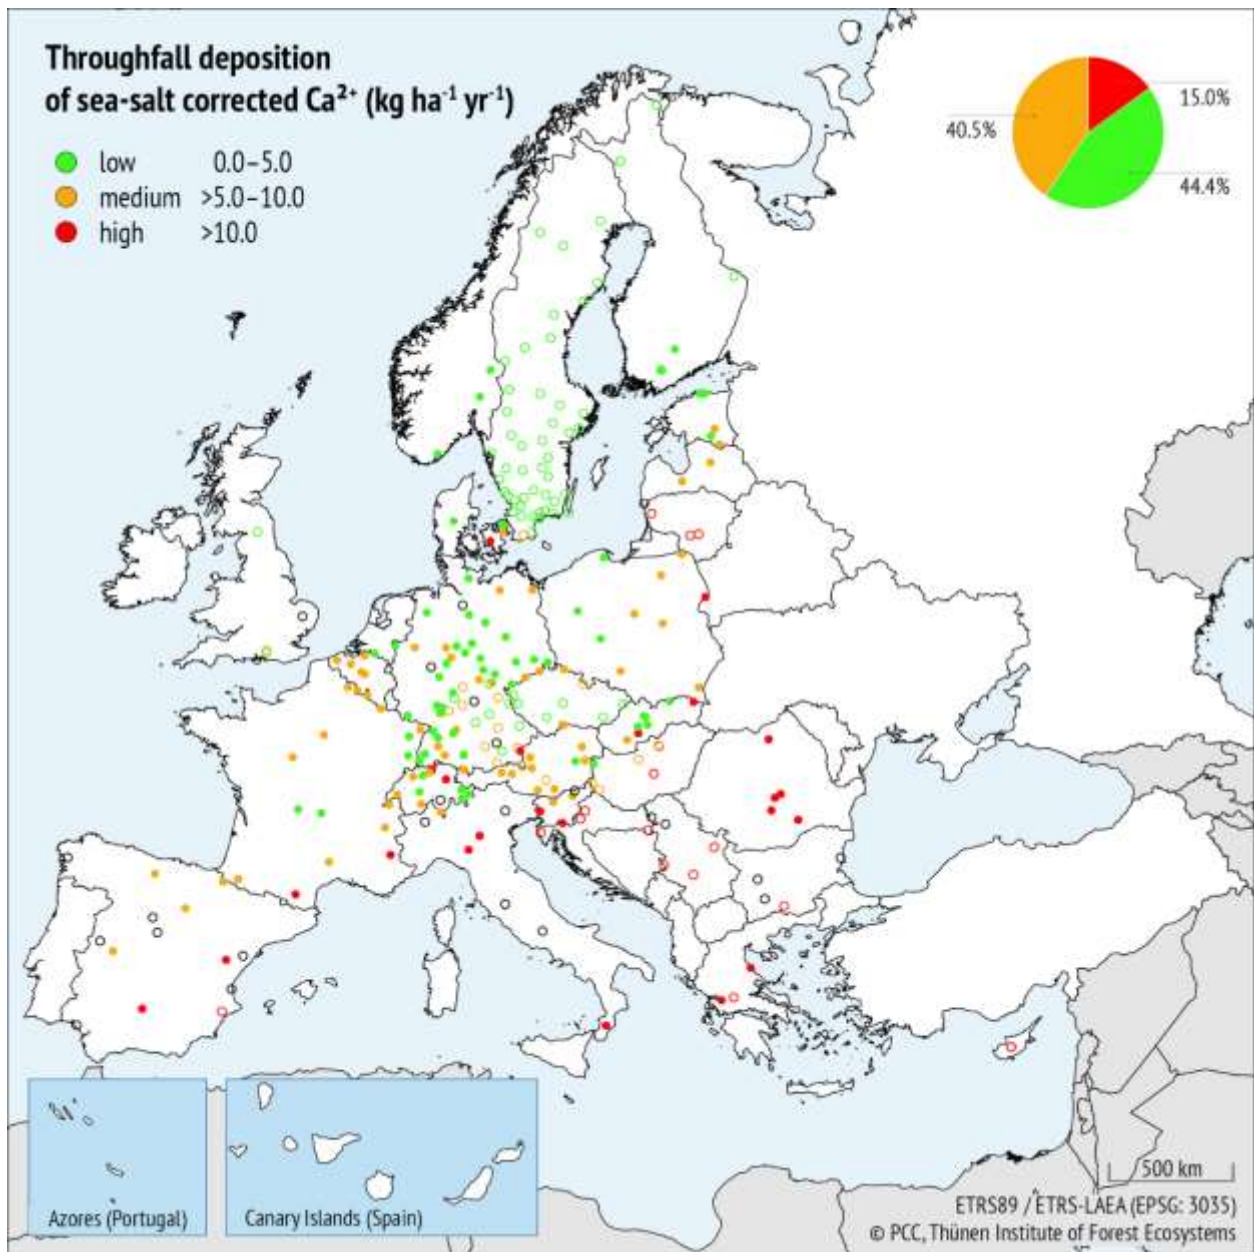 Throughfall deposition
of sea-salt corrected Ca²⁺ (kg ha⁻¹ yr⁻¹)
low 0.0–5.0
medium >5.0–10.0
high >10.0
15.0%
40.5%
44.4%
500 km
ETRS89 / ETRS-LAEA (EPSG: 3035)
© PCC, Thünen Institute of Forest Ecosystems
Azores (Portugal)
Canary Islands (Spain)